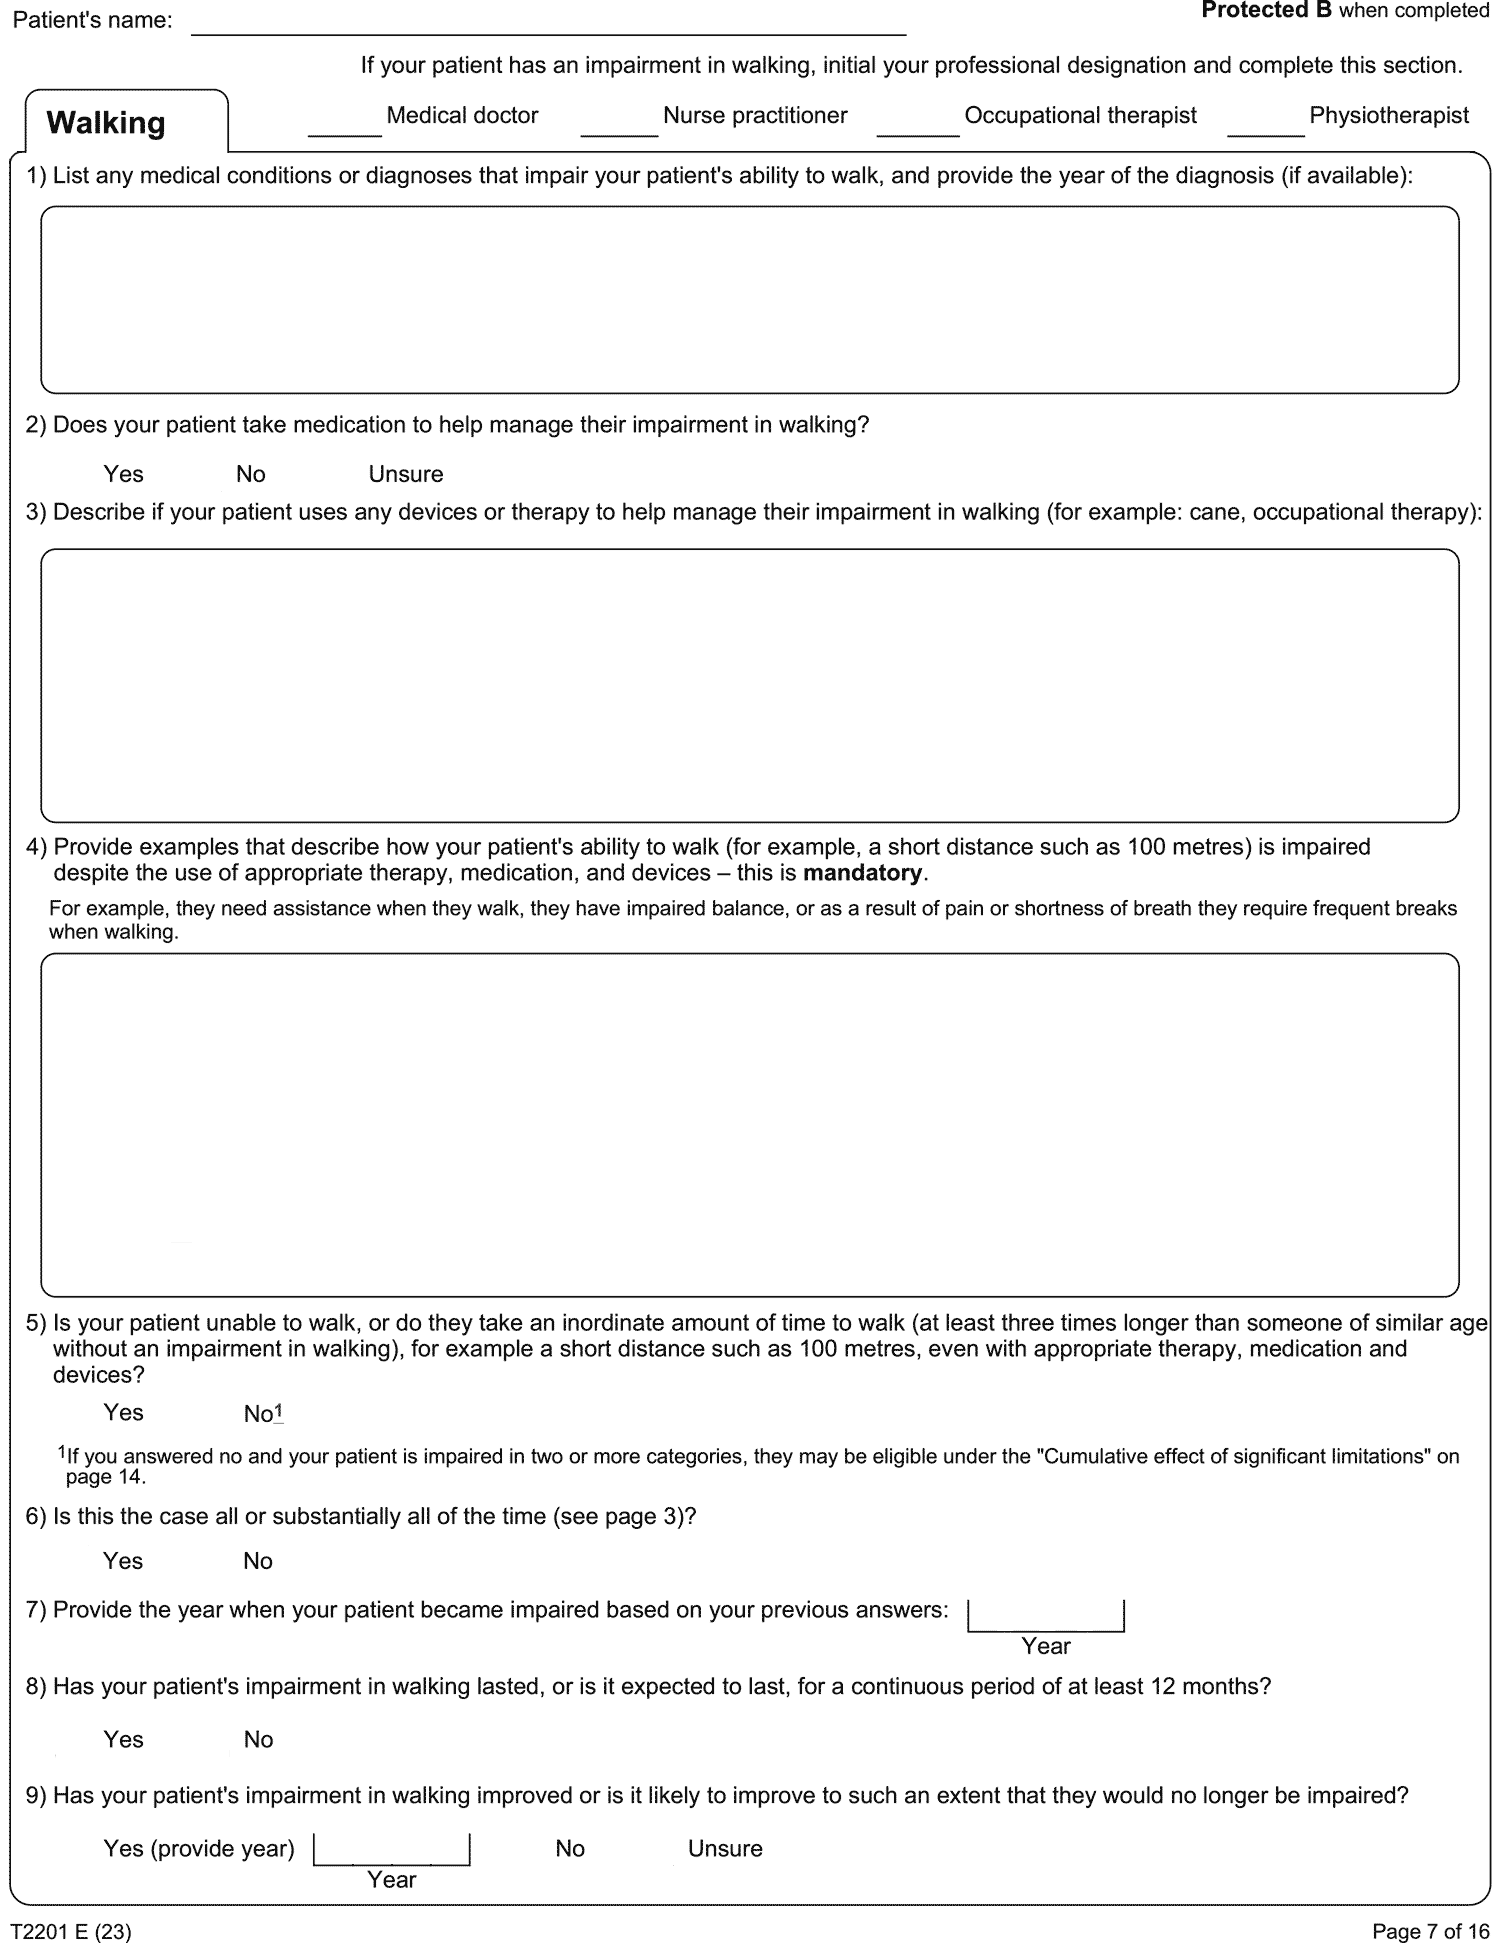 Patient's name:
Protected B when completed
If your patient has an impairment in walking, initial your professional designation and complete this section.
Walking
Medical doctor
Nurse practitioner
Occupational therapist
Physiotherapist
1) List any medical conditions or diagnoses that impair your patient's ability to walk, and provide the year of the diagnosis (if available):
2) Does your patient take medication to help manage their impairment in walking?
Yes No Unsure
3) Describe if your patient uses any devices or therapy to help manage their impairment in walking (for example: cane, occupational therapy):
4) Provide examples that describe how your patient's ability to walk (for example, a short distance such as 100 metres) is impaired
despite the use of appropriate therapy, medication, and devices – this is mandatory.
For example, they need assistance when they walk, they have impaired balance, or as a result of pain or shortness of breath they require frequent breaks
when walking.
5) Is your patient unable to walk, or do they take an inordinate amount of time to walk (at least three times longer than someone of similar age
without an impairment in walking), for example a short distance such as 100 metres, even with appropriate therapy, medication and
devices?
Yes No¹
¹If you answered no and your patient is impaired in two or more categories, they may be eligible under the "Cumulative effect of significant limitations" on
page 14.
6) Is this the case all or substantially all of the time (see page 3)?
Yes No
7) Provide the year when your patient became impaired based on your previous answers:
Year
8) Has your patient's impairment in walking lasted, or is it expected to last, for a continuous period of at least 12 months?
Yes No
9) Has your patient's impairment in walking improved or is it likely to improve to such an extent that they would no longer be impaired?
Yes (provide year) No Unsure
Year
T2201 E (23)
Page 7 of 16